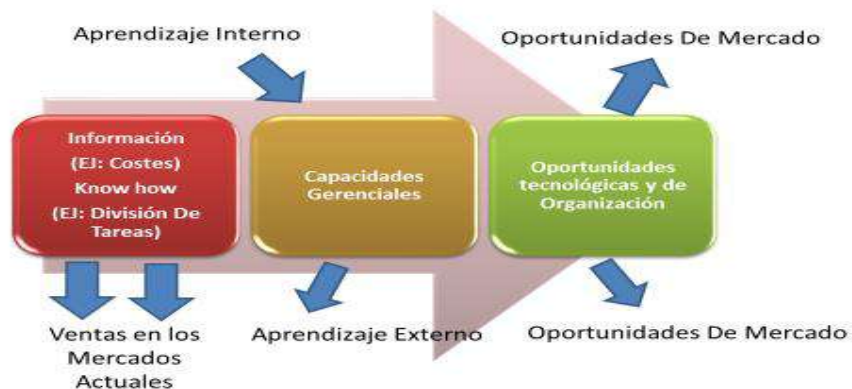 Aprendizaje Interno
Oportunidades De Mercado
Información
(EJ: Costes)
Know how
(EJ: División De
Tareas)
Capacidades
Gerenciales
Oportunidades
tecnológicas y de
Organización
Ventas en los
Mercados
Actuales
Aprendizaje Externo
Oportunidades De Mercado